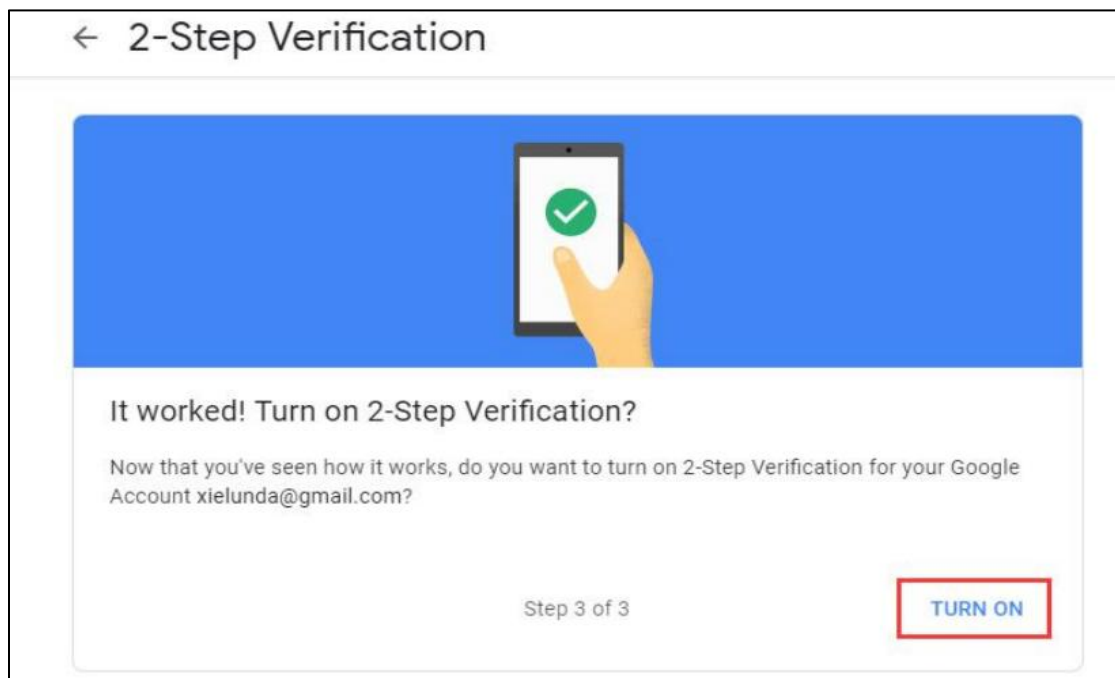 ← 2-Step Verification
It worked! Turn on 2-Step Verification?
Now that you've seen how it works, do you want to turn on 2-Step Verification for your Google
Account xielunda@gmail.com?
Step 3 of 3
TURN ON